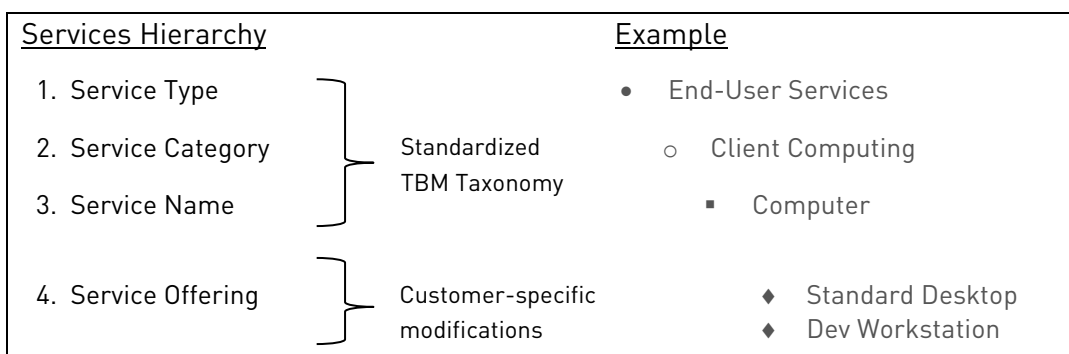 Services Hierarchy Example
1. Service Type ● End-User Services
2. Service Category Standardized ○ Client Computing
TBM Taxonomy
3. Service Name ▪ Computer
4. Service Offering Customer-specific ♦ Standard Desktop
modifications ♦ Dev Workstation